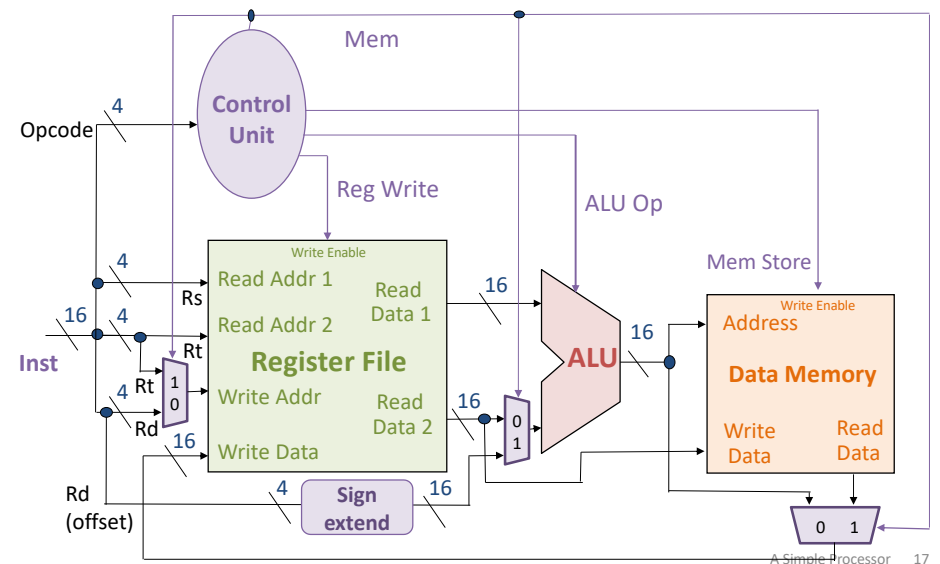 Mem
4
Control
Unit
Opcode
Reg Write
ALU Op
Write Enable
4
Read Addr 1
Rs
Read
Data 1
16
Mem Store
16
4
Read Addr 2
Rt
Inst
Register File
ALU
16
Write Enable
Address
Data Memory
Rt
1
0
4
Rd
Write Addr
Read
Data 2
16
0
1
Write
Data
Read
Data
16
Write Data
Rd
(offset)
4
Sign
extend
16
0 1
A Simple Processor 17